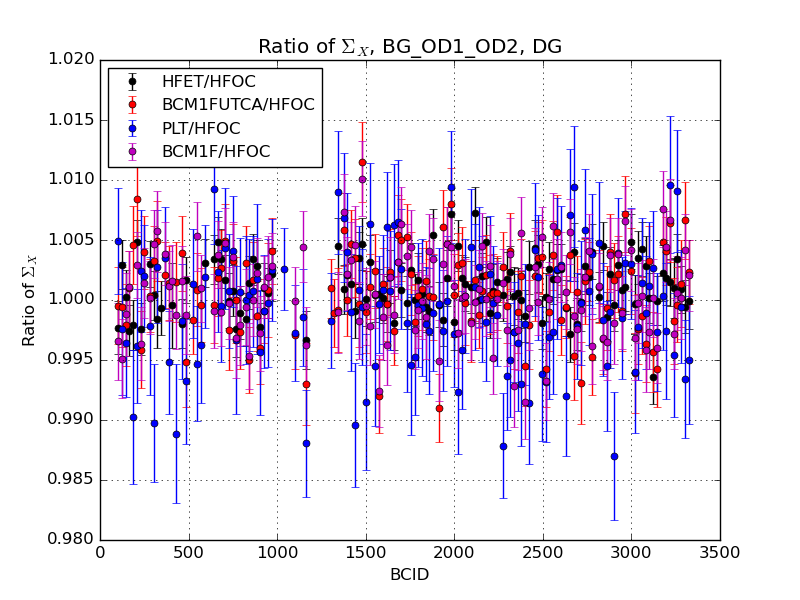 Ratio of Σ_X, BG_OD1_OD2, DG
1.020
1.015
1.010
1.005
1.000
0.995
0.990
0.985
0.980
Ratio of Σ_X
HFET/HFOC
BCM1FUTCA/HFOC
PLT/HFOC
BCM1F/HFOC
0 500 1000 1500 2000 2500 3000 3500
BCID